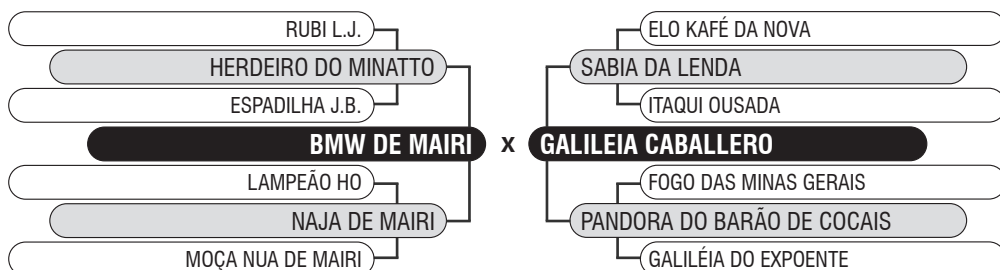 RUBI L.J.
ELO KAFÉ DA NOVA
HERDEIRO DO MINATTO
SABIA DA LENDA
ESPADILHA J.B.
ITAQUI OUSADA
BMW DE MAIRI x GALILEIA CABALLERO
LAMPEÃO HO
FOGO DAS MINAS GERAIS
NAJA DE MAIRI
PANDORA DO BARÃO DE COCAIS
MOÇA NUA DE MAIRI
GALILÉIA DO EXPOENTE